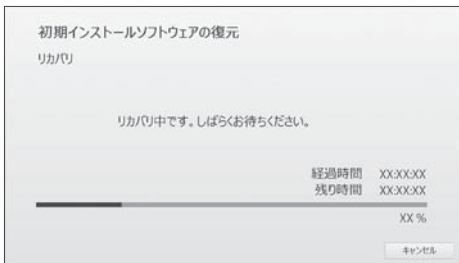 初期インストールソフトウェアの復元
リカバリ
リカバリ中です。しばらくお待ちください。
経過時間 XX:XX:XX
残り時間 XX:XX:XX
XX %
キャンセル